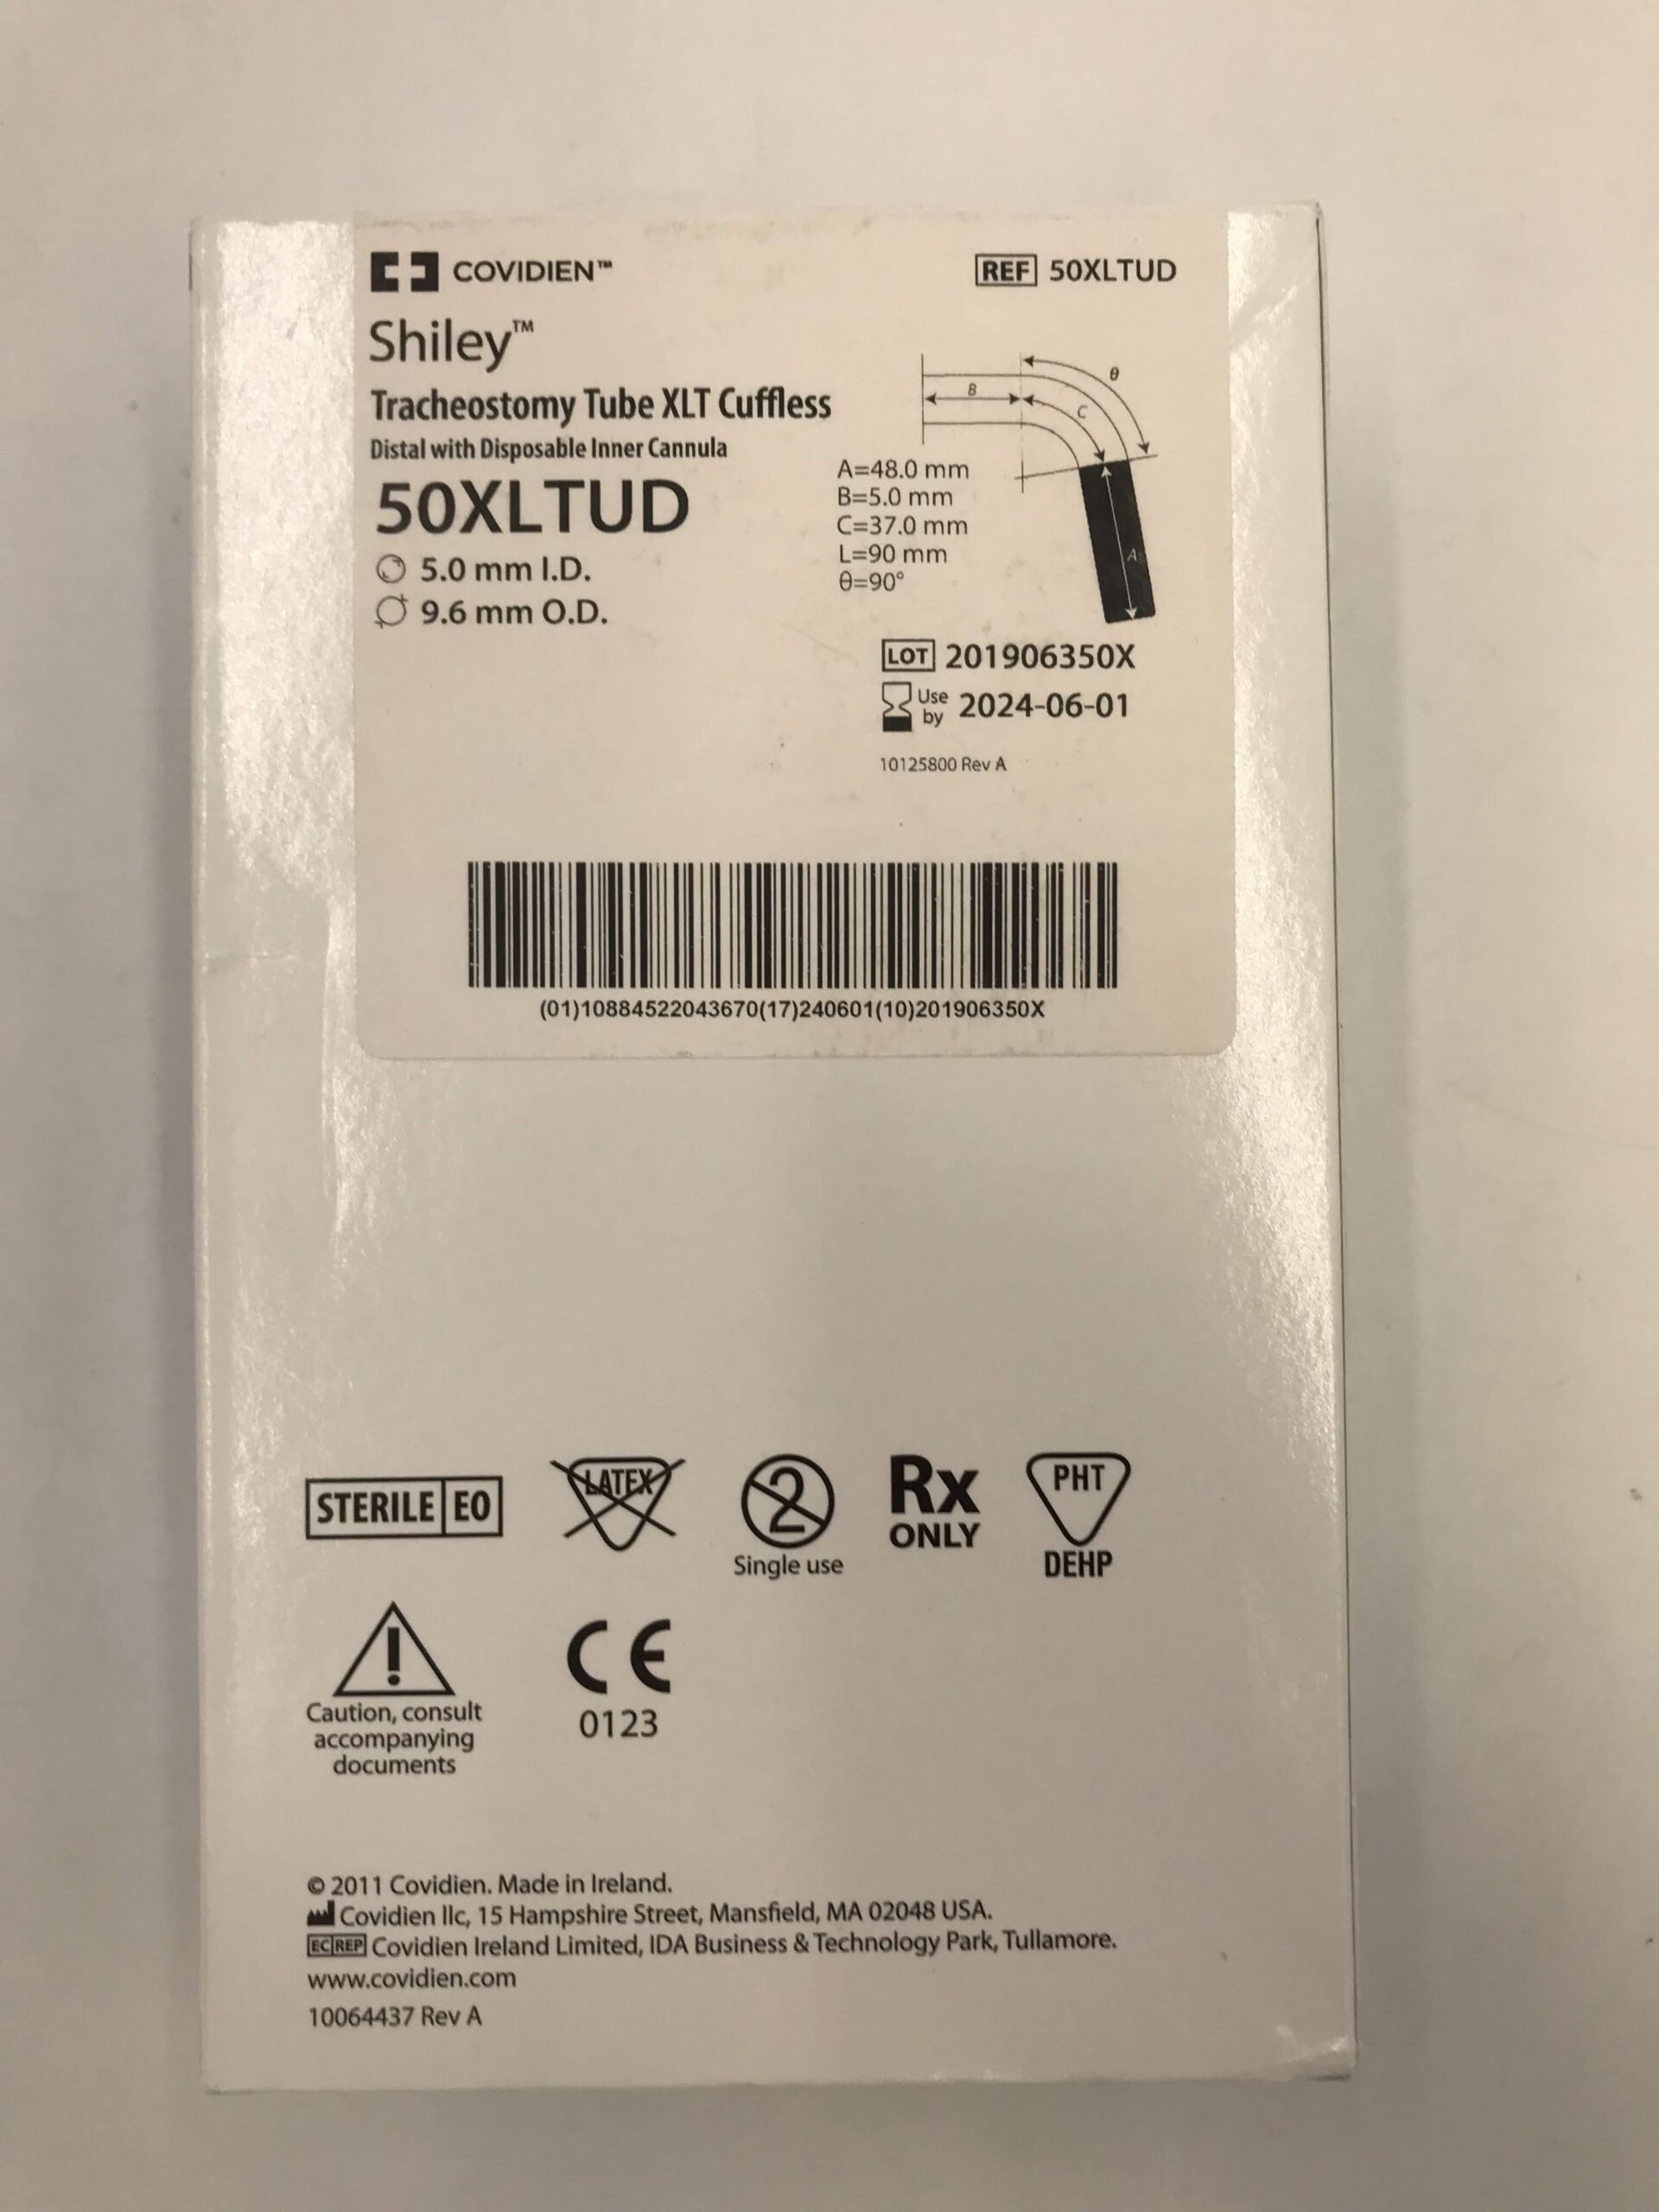 COVIDIEN™
REF 50XLTUD
Shiley™
Tracheostomy Tube XLT Cuffless
Distal with Disposable Inner Cannula
50XLTUD
5.0 mm I.D.
9.6 mm O.D.
θ
B
C
A
A=48.0 mm
B=5.0 mm
C=37.0 mm
L=90 mm
θ=90°
LOT 201906350X
Use by 2024-06-01
10125800 Rev A
(01)10884522043670(17)240601(10)201906350X
STERILE EO
LATEX
2
Single use
Rx
ONLY
PHT
DEHP
!
Caution, consult
accompanying
documents
CE
0123
© 2011 Covidien. Made in Ireland.
Covidien llc, 15 Hampshire Street, Mansfield, MA 02048 USA.
EC REP Covidien Ireland Limited, IDA Business & Technology Park, Tullamore.
www.covidien.com
10064437 Rev A